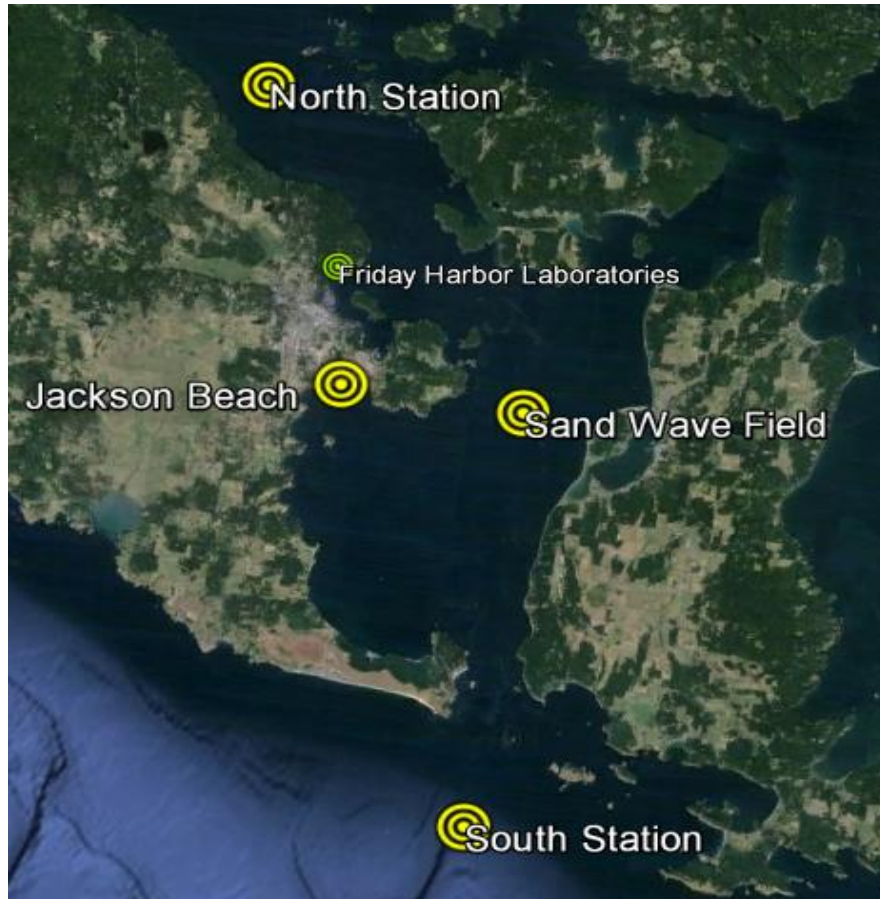 North Station
Friday Harbor Laboratories
Jackson Beach
Sand Wave Field
South Station